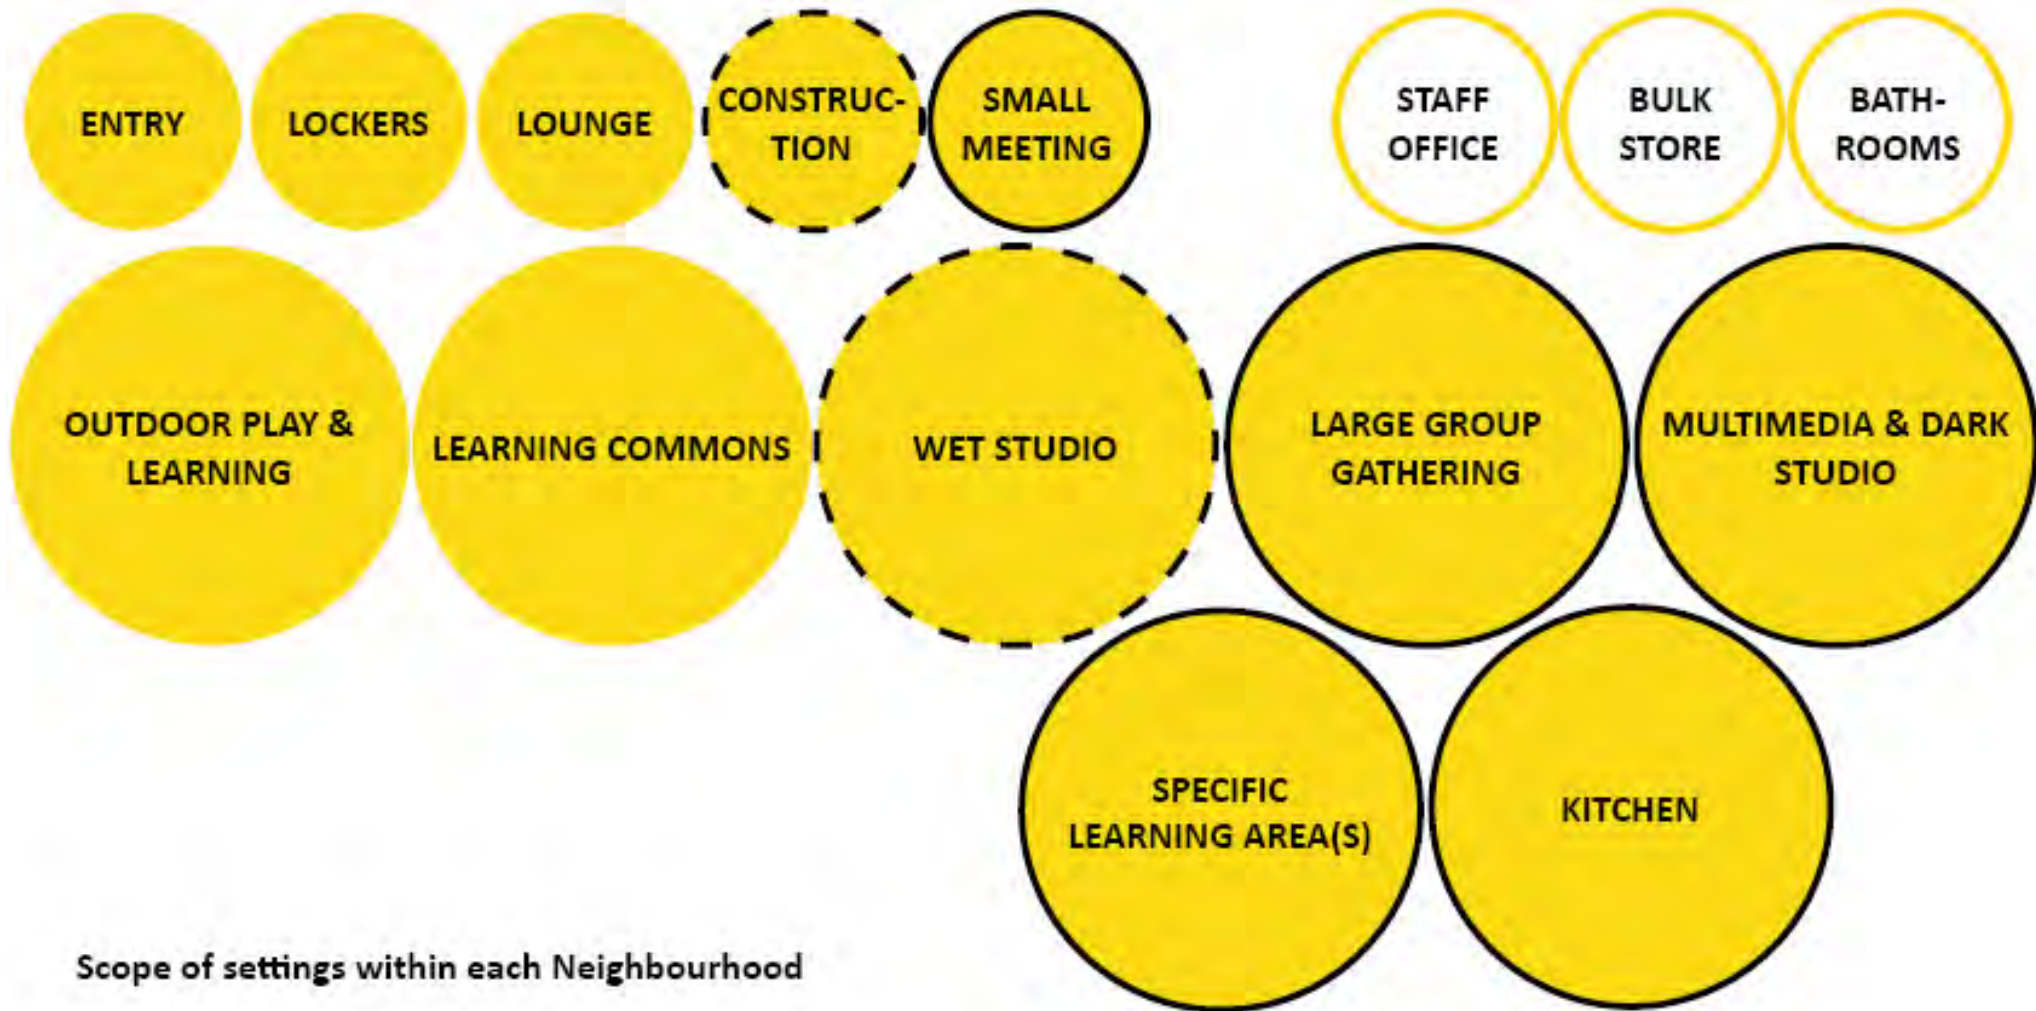 ENTRY
LOCKERS
LOUNGE
CONSTRUC-
TION
SMALL
MEETING
STAFF
OFFICE
BULK
STORE
BATH-
ROOMS
OUTDOOR PLAY &
LEARNING
LEARNING COMMONS
WET STUDIO
LARGE GROUP
GATHERING
MULTIMEDIA & DARK
STUDIO
SPECIFIC
LEARNING AREA(S)
KITCHEN
Scope of settings within each Neighbourhood